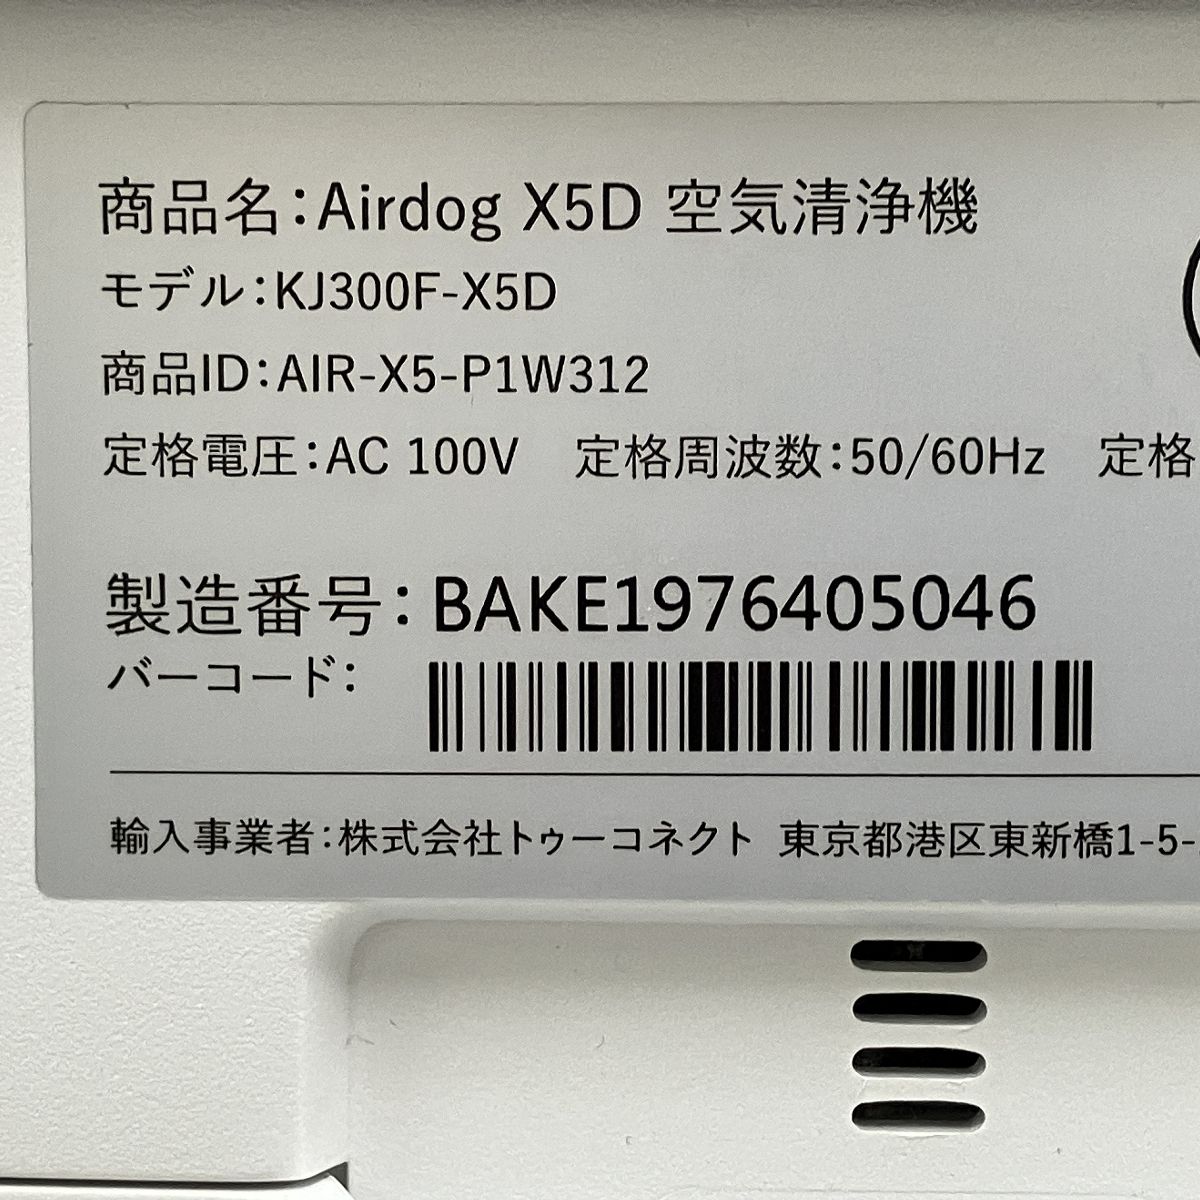 商品名：Airdog X5D 空気清浄機
モデル：KJ300F-X5D
商品ID：AIR-X5-P1W312
定格電圧：AC 100V　定格周波数：50/60Hz　定格
製造番号：BAKE1976405046
バーコード：
輸入事業者：株式会社トゥーコネクト 東京都港区東新橋1-5-